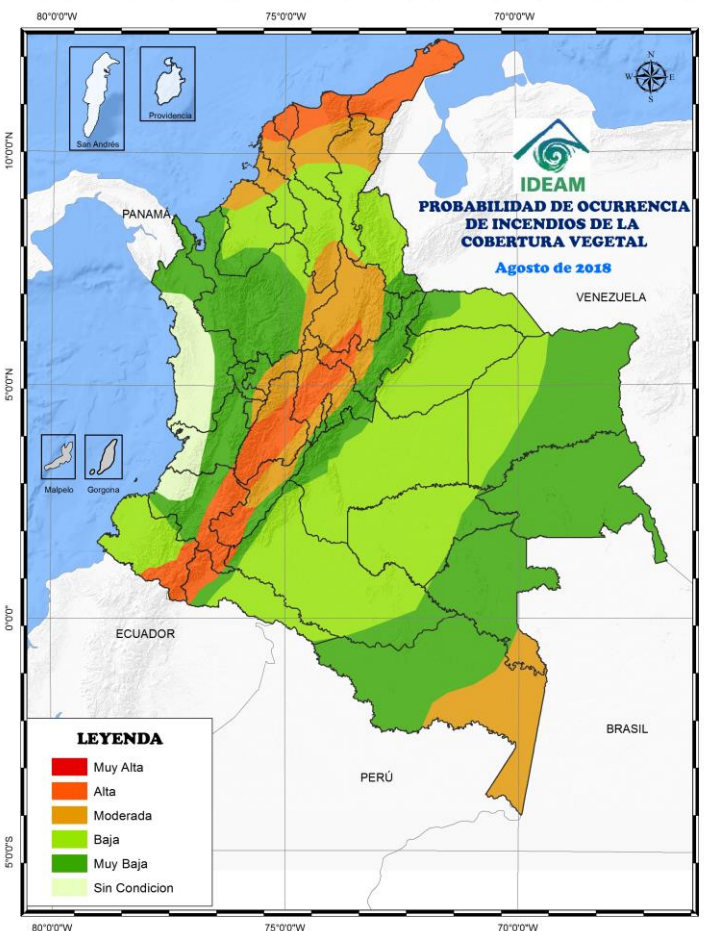 80°0'0"W
75°0'0"W
70°0'0"W
N
W
E
S
San Andrés
Providencia
10°0'0"N
IDEAM
PROBABILIDAD DE OCURRENCIA
DE INCENDIOS DE LA
COBERTURA VEGETAL
Agosto de 2018
PANAMÁ
VENEZUELA
5°0'0"N
Malpelo
Gorgona
0°0'0"
ECUADOR
BRASIL
PERÚ
LEYENDA
Muy Alta
Alta
Moderada
Baja
Muy Baja
Sin Condicion
5°0'0"S
80°0'0"W
75°0'0"W
70°0'0"W